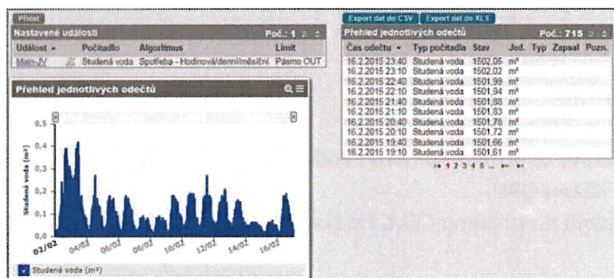 Přidat
Nastavené události Poč.: 1
Událost Počítadlo Algoritmus Limit
Main-JV Studená voda Spotřeba - Hodinová/denní/měsíční Pásmo OUT
Přehled jednotlivých odečtů
0,5
0,4
0,3
0,2
0,1
0,0
Studená voda (m³)
02/02 04/02 06/02 08/02 10/02 12/02 14/02 16/02
Studená voda (m³)
Export dat do CSV Export dat do XLS
Přehled jednotlivých odečtů Poč.: 715
Čas odečtu Typ počítadla Stav Jed. Typ Zapsal Pozn.
16.2.2015 23:40 Studená voda 1502,05 m³
16.2.2015 23:10 Studená voda 1502,02 m³
16.2.2015 22:40 Studená voda 1501,99 m³
16.2.2015 22:10 Studená voda 1501,94 m³
16.2.2015 21:40 Studená voda 1501,88 m³
16.2.2015 21:10 Studená voda 1501,83 m³
16.2.2015 20:40 Studená voda 1501,78 m³
16.2.2015 20:10 Studená voda 1501,72 m³
16.2.2015 19:40 Studená voda 1501,66 m³
16.2.2015 19:10 Studená voda 1501,61 m³
1 2 3 4 5 ...